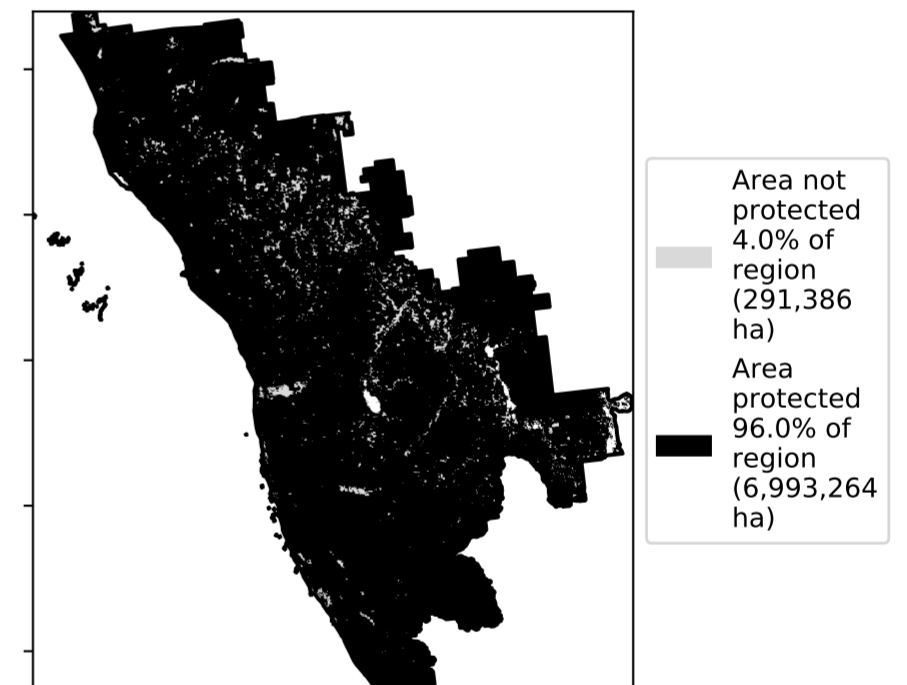 Area not
protected
4.0% of
region
(291,386
ha)
Area
protected
96.0% of
region
(6,993,264
ha)